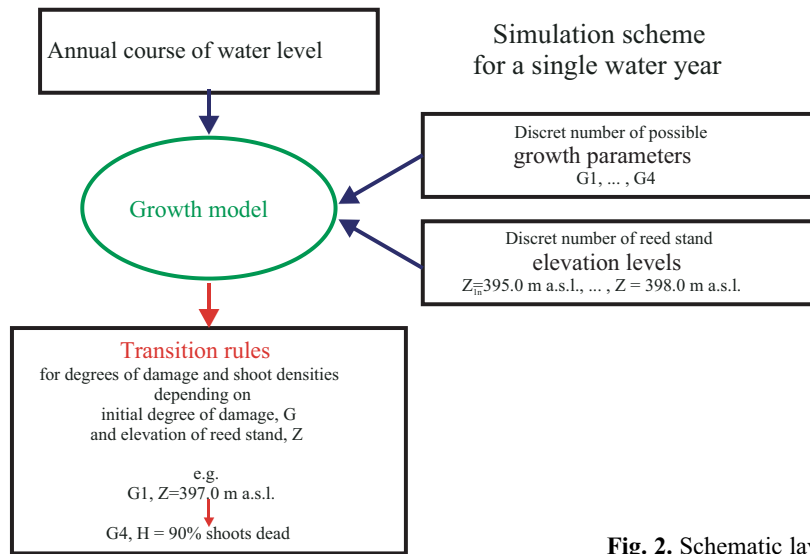 Annual course of water level
Simulation scheme
for a single water year
Discret number of possible
growth parameters
G1, ... , G4
Growth model
Discret number of reed stand
elevation levels
Z=395.0 m a.s.l., ... , Z = 398.0 m a.s.l.
in
Transition rules
for degrees of damage and shoot densities
depending on
initial degree of damage, G
and elevation of reed stand, Z
e.g.
G1, Z=397.0 m a.s.l.
G4, H = 90% shoots dead
Fig. 2. Schematic lay